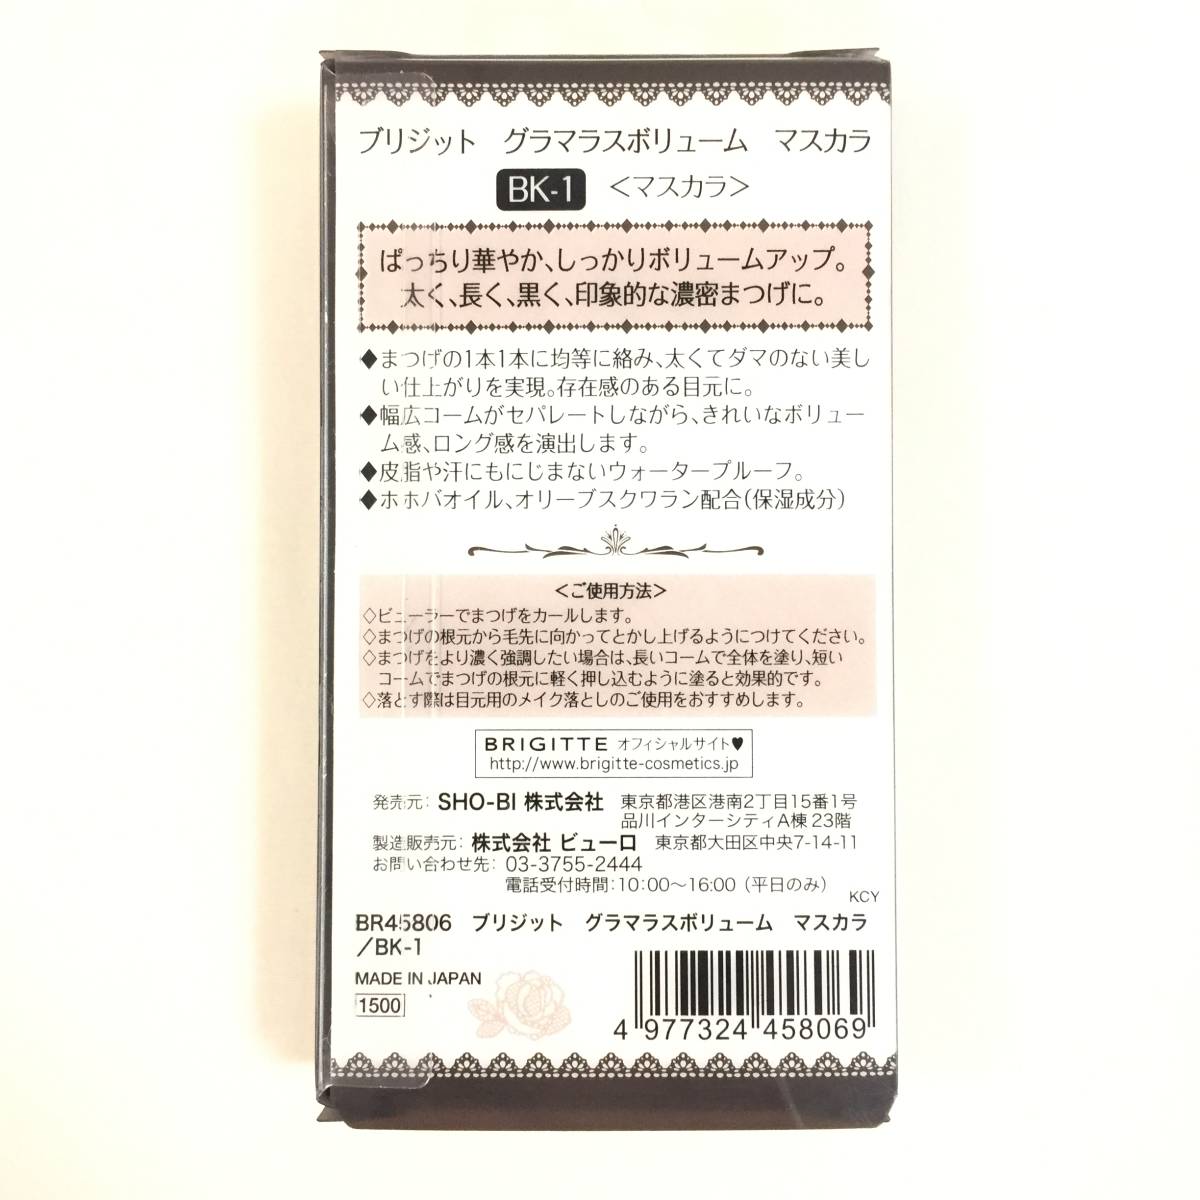 ブリジット　グラマラスボリューム　マスカラ
BK-1　＜マスカラ＞
ぱっちり華やか、しっかりボリュームアップ。
太く、長く、黒く、印象的な濃密まつげに。
◆まつげの1本1本に均等に絡み、太くてダマのない美し
い仕上がりを実現。存在感のある目元に。
◆幅広コームがセパレートしながら、きれいなボリュー
ム感、ロング感を演出します。
◆皮脂や汗にもにじまないウォータープルーフ。
◆ホホバオイル、オリーブスクワラン配合（保湿成分）
＜ご使用方法＞
◇ビューラーでまつげをカールします。
◇まつげの根元から毛先に向かってとかし上げるようにつけてください。
◇まつげをより濃く強調したい場合は、長いコームで全体を塗り、短い
コームでまつげの根元に軽く押し込むように塗ると効果的です。
◇落とす際は目元用のメイク落としのご使用をおすすめします。
BRIGITTE オフィシャルサイト♥
http://www.brigitte-cosmetics.jp
発売元：SHO-BI 株式会社　東京都港区港南2丁目15番1号
品川インターシティA棟 23階
製造販売元：株式会社 ビューロ　東京都大田区中央7-14-11
お問い合わせ先：03-3755-2444
電話受付時間：10:00〜16:00（平日のみ）
KCY
BR45806　ブリジット　グラマラスボリューム　マスカラ
／BK-1
MADE IN JAPAN
1500
4 977324 458069